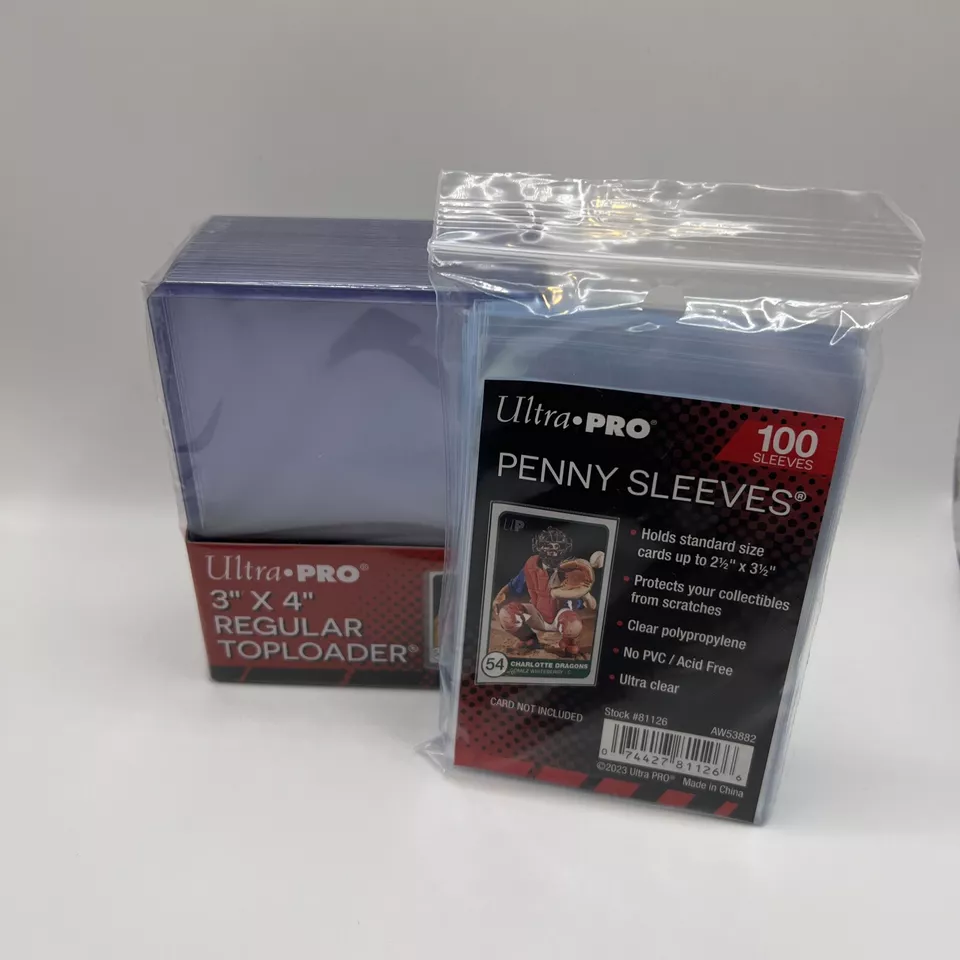 Ultra•PRO®
3" X 4"
REGULAR
TOPLOADER®
Ultra•PRO®
100
SLEEVES
PENNY SLEEVES®
• Holds standard size
cards up to 2½" x 3½"
• Protects your collectibles
from scratches
• Clear polypropylene
• No PVC / Acid Free
• Ultra clear
UP
54 CHARLOTTE DRAGONS
CARD NOT INCLUDED
Stock #81126
AW53882
0 74427 81126 6
©2023 Ultra PRO® Made in China